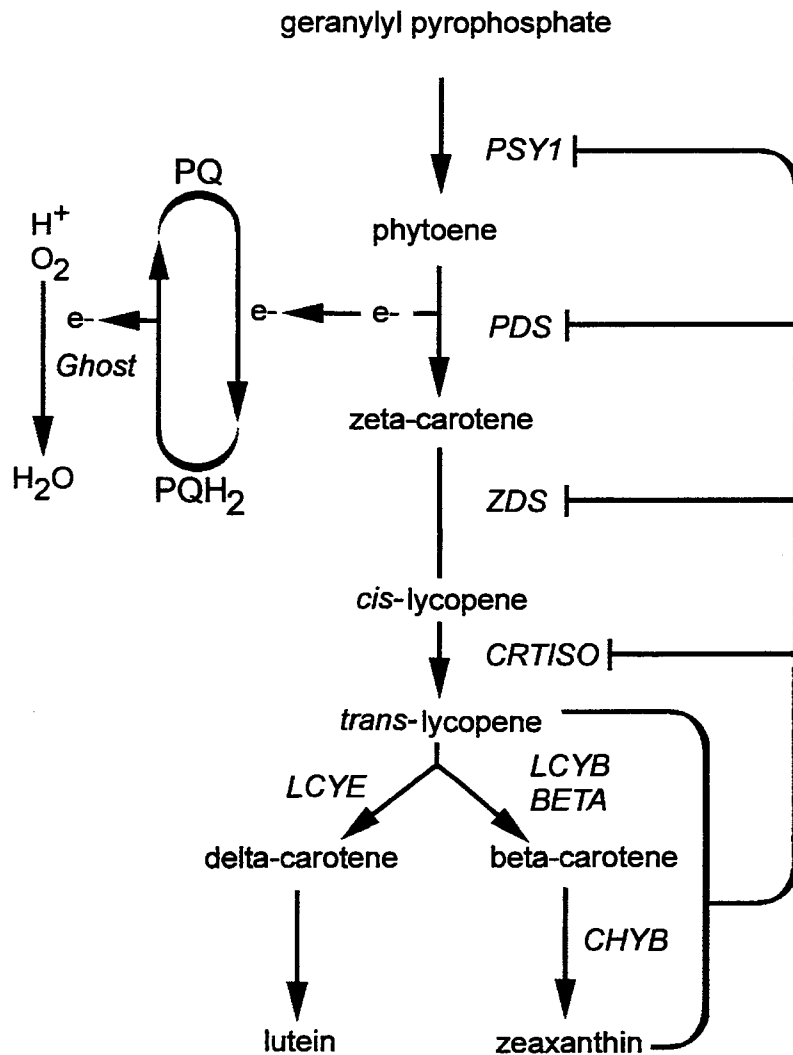 geranylyl pyrophosphate
PSY1
PQ
H+
O2
phytoene
e-
e-
e-
PDS
Ghost
zeta-carotene
H2O
PQH2
ZDS
cis-lycopene
CRTISO
trans-lycopene
LCYE
LCYB
BETA
delta-carotene
beta-carotene
CHYB
lutein
zeaxanthin